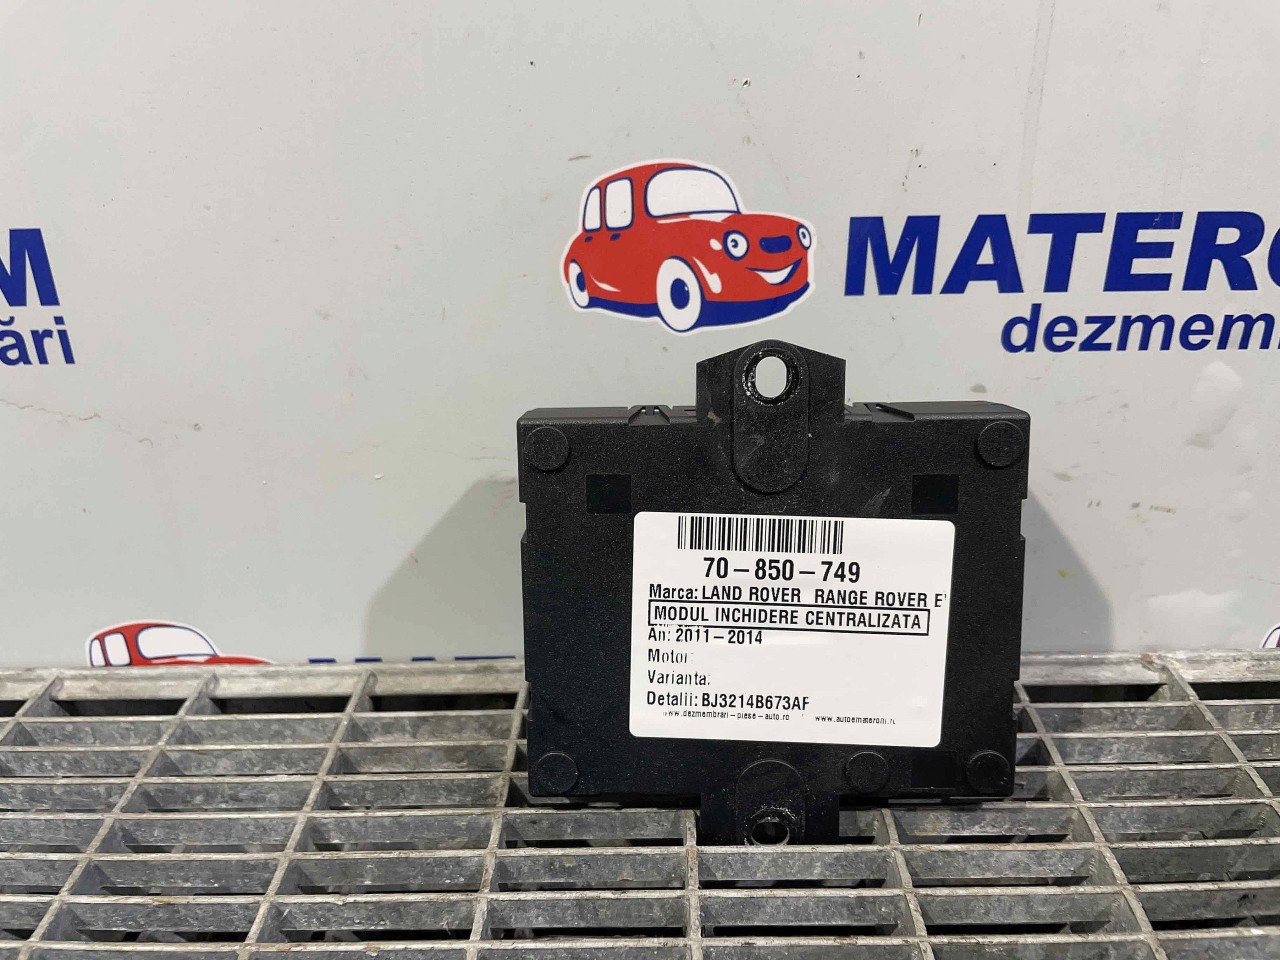 M
ări
MATERO
dezmem
70-850-749
Marca: LAND ROVER RANGE ROVER E
MODUL INCHIDERE CENTRALIZATA
An: 2011-2014
Motor
Varianta:
Detalii: BJ3214B673AF
www.dezmembrari-piese-auto.ro www.autoemateroni.ro